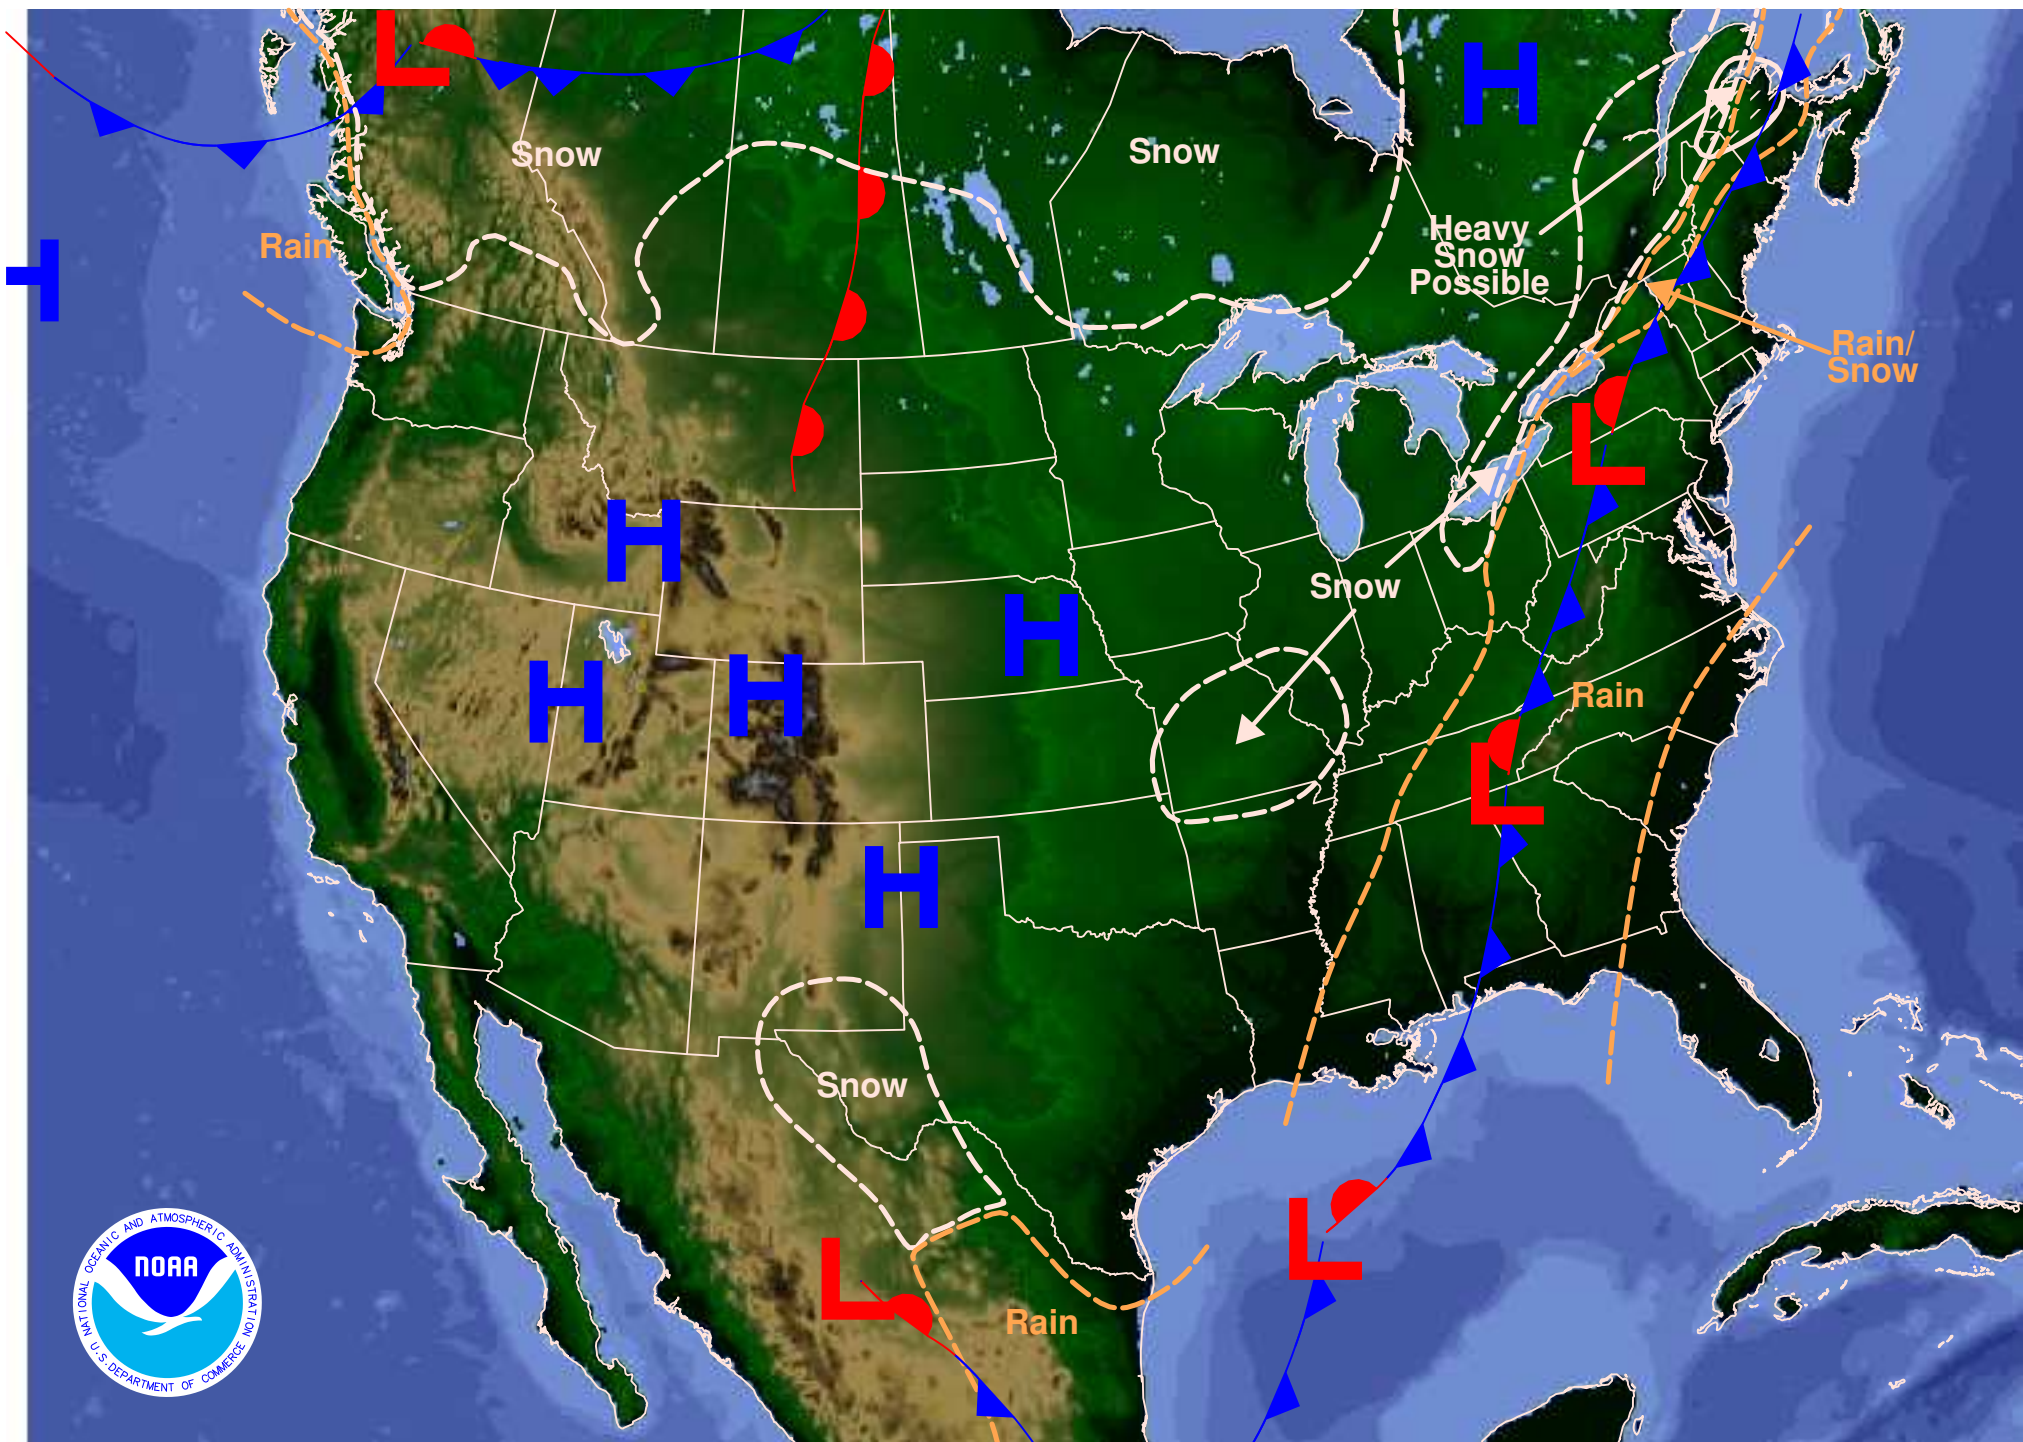 L
H
Snow
Snow
Rain
H
Heavy
Snow
Possible
Rain/
Snow
L
H
Snow
H
H
H
Rain
L
H
Snow
L
L
Rain
NATIONAL OCEANIC AND ATMOSPHERIC ADMINISTRATION
NOAA
U.S. DEPARTMENT OF COMMERCE